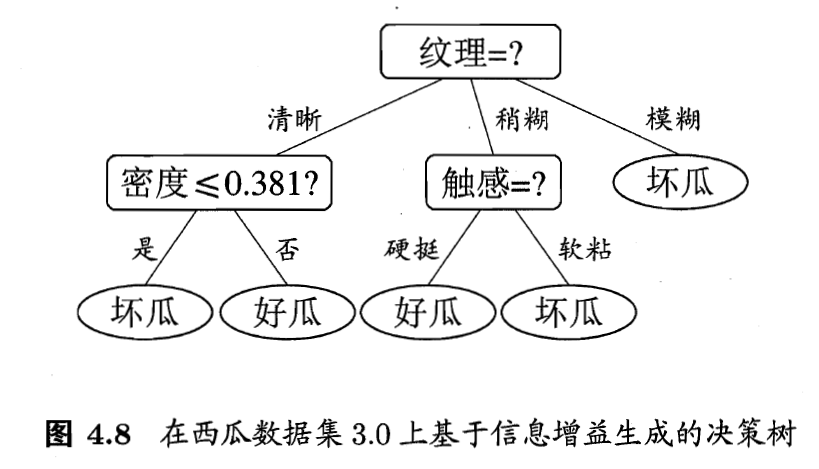 纹理=?
清晰
稍糊
模糊
密度≤0.381?
触感=?
坏瓜
是
否
硬挺
软粘
坏瓜
好瓜
好瓜
坏瓜
图 4.8 在西瓜数据集 3.0 上基于信息增益生成的决策树